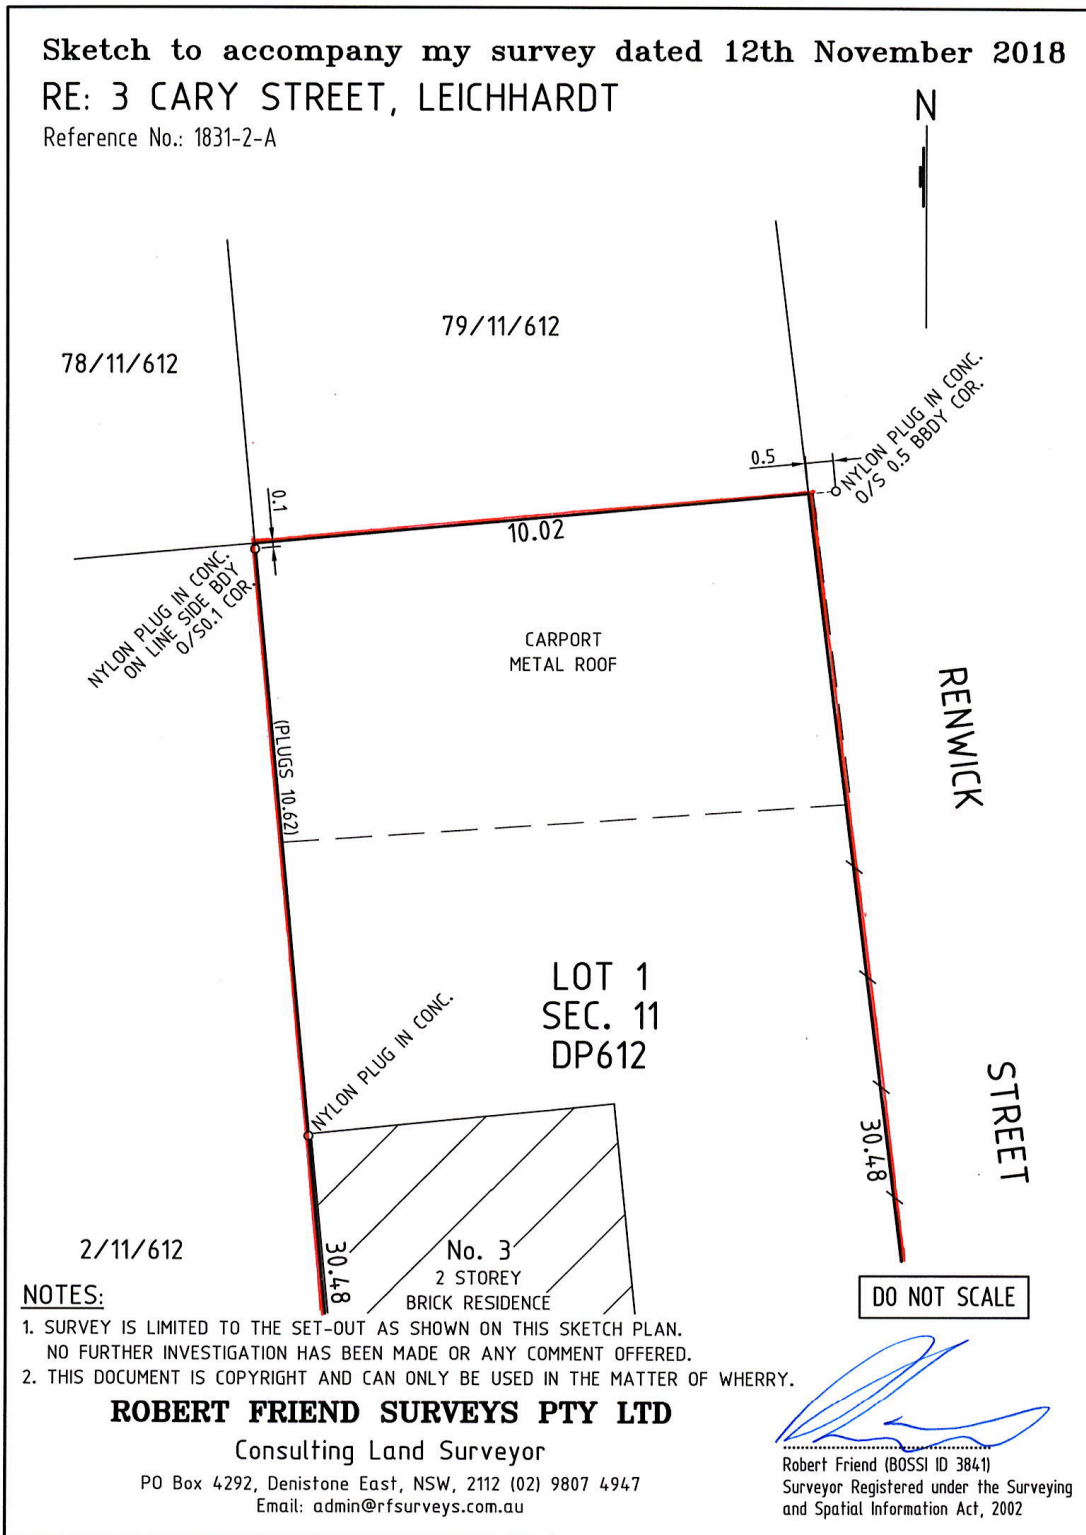 Sketch to accompany my survey dated 12th November 2018
RE: 3 CARY STREET, LEICHHARDT
Reference No.: 1831-2-A
N
79/11/612
78/11/612
NYLON PLUG IN CONC.
O/S 0.5 BBDY COR.
0.5
0.1
10.02
NYLON PLUG IN CONC.
ON LINE SIDE BDY
O/S0.1 COR.
CARPORT
METAL ROOF
RENWICK
(PLUGS 10.62)
LOT 1
SEC. 11
DP612
NYLON PLUG IN CONC.
STREET
30.48
2/11/612
30.48
No. 3
2 STOREY
BRICK RESIDENCE
DO NOT SCALE
NOTES:
1. SURVEY IS LIMITED TO THE SET-OUT AS SHOWN ON THIS SKETCH PLAN.
NO FURTHER INVESTIGATION HAS BEEN MADE OR ANY COMMENT OFFERED.
2. THIS DOCUMENT IS COPYRIGHT AND CAN ONLY BE USED IN THE MATTER OF WHERRY.
ROBERT FRIEND SURVEYS PTY LTD
Consulting Land Surveyor
PO Box 4292, Denistone East, NSW, 2112 (02) 9807 4947
Email: admin@rfsurveys.com.au
Robert Friend (BOSSI ID 3841)
Surveyor Registered under the Surveying
and Spatial Information Act, 2002